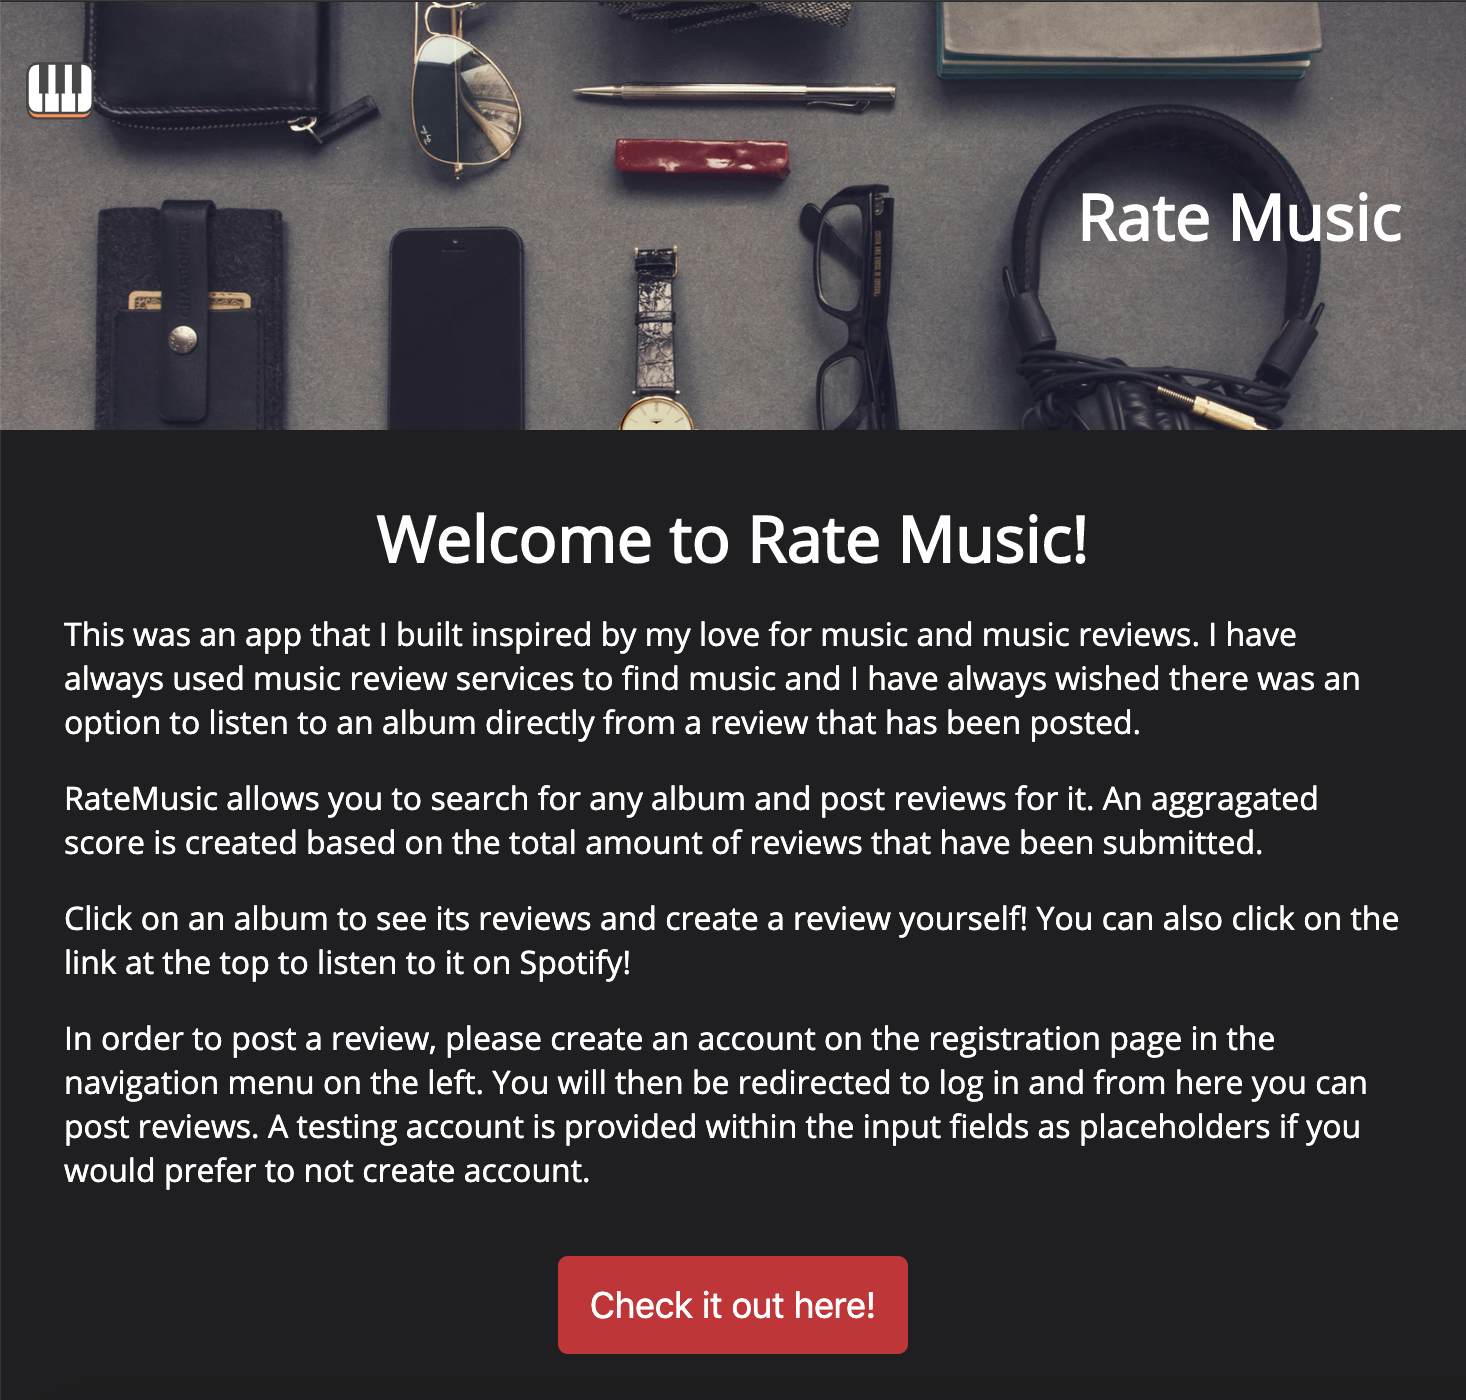 Rate Music
Welcome to Rate Music!
This was an app that I built inspired by my love for music and music reviews. I have
always used music review services to find music and I have always wished there was an
option to listen to an album directly from a review that has been posted.
RateMusic allows you to search for any album and post reviews for it. An aggragated
score is created based on the total amount of reviews that have been submitted.
Click on an album to see its reviews and create a review yourself! You can also click on the
link at the top to listen to it on Spotify!
In order to post a review, please create an account on the registration page in the
navigation menu on the left. You will then be redirected to log in and from here you can
post reviews. A testing account is provided within the input fields as placeholders if you
would prefer to not create account.
Check it out here!